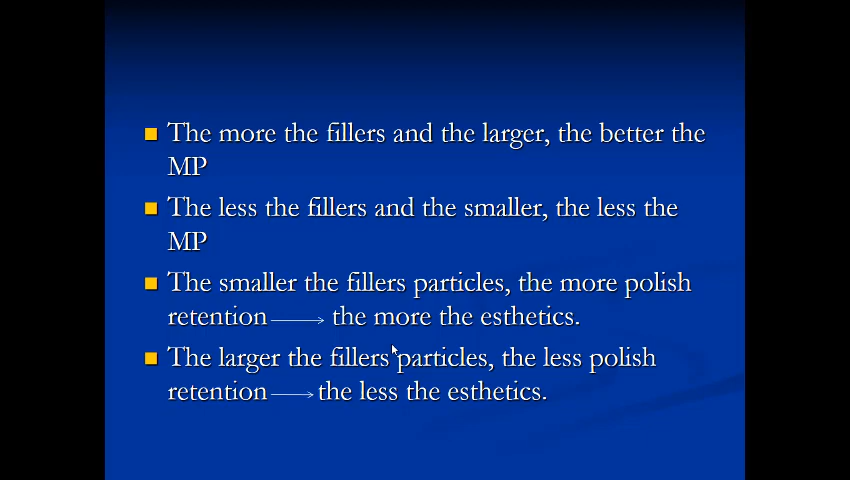 The more the fillers and the larger, the better the
MP
The less the fillers and the smaller, the less the
MP
The smaller the fillers particles, the more polish
retention⟶ the more the esthetics.
The larger the fillers particles, the less polish
retention⟶the less the esthetics.